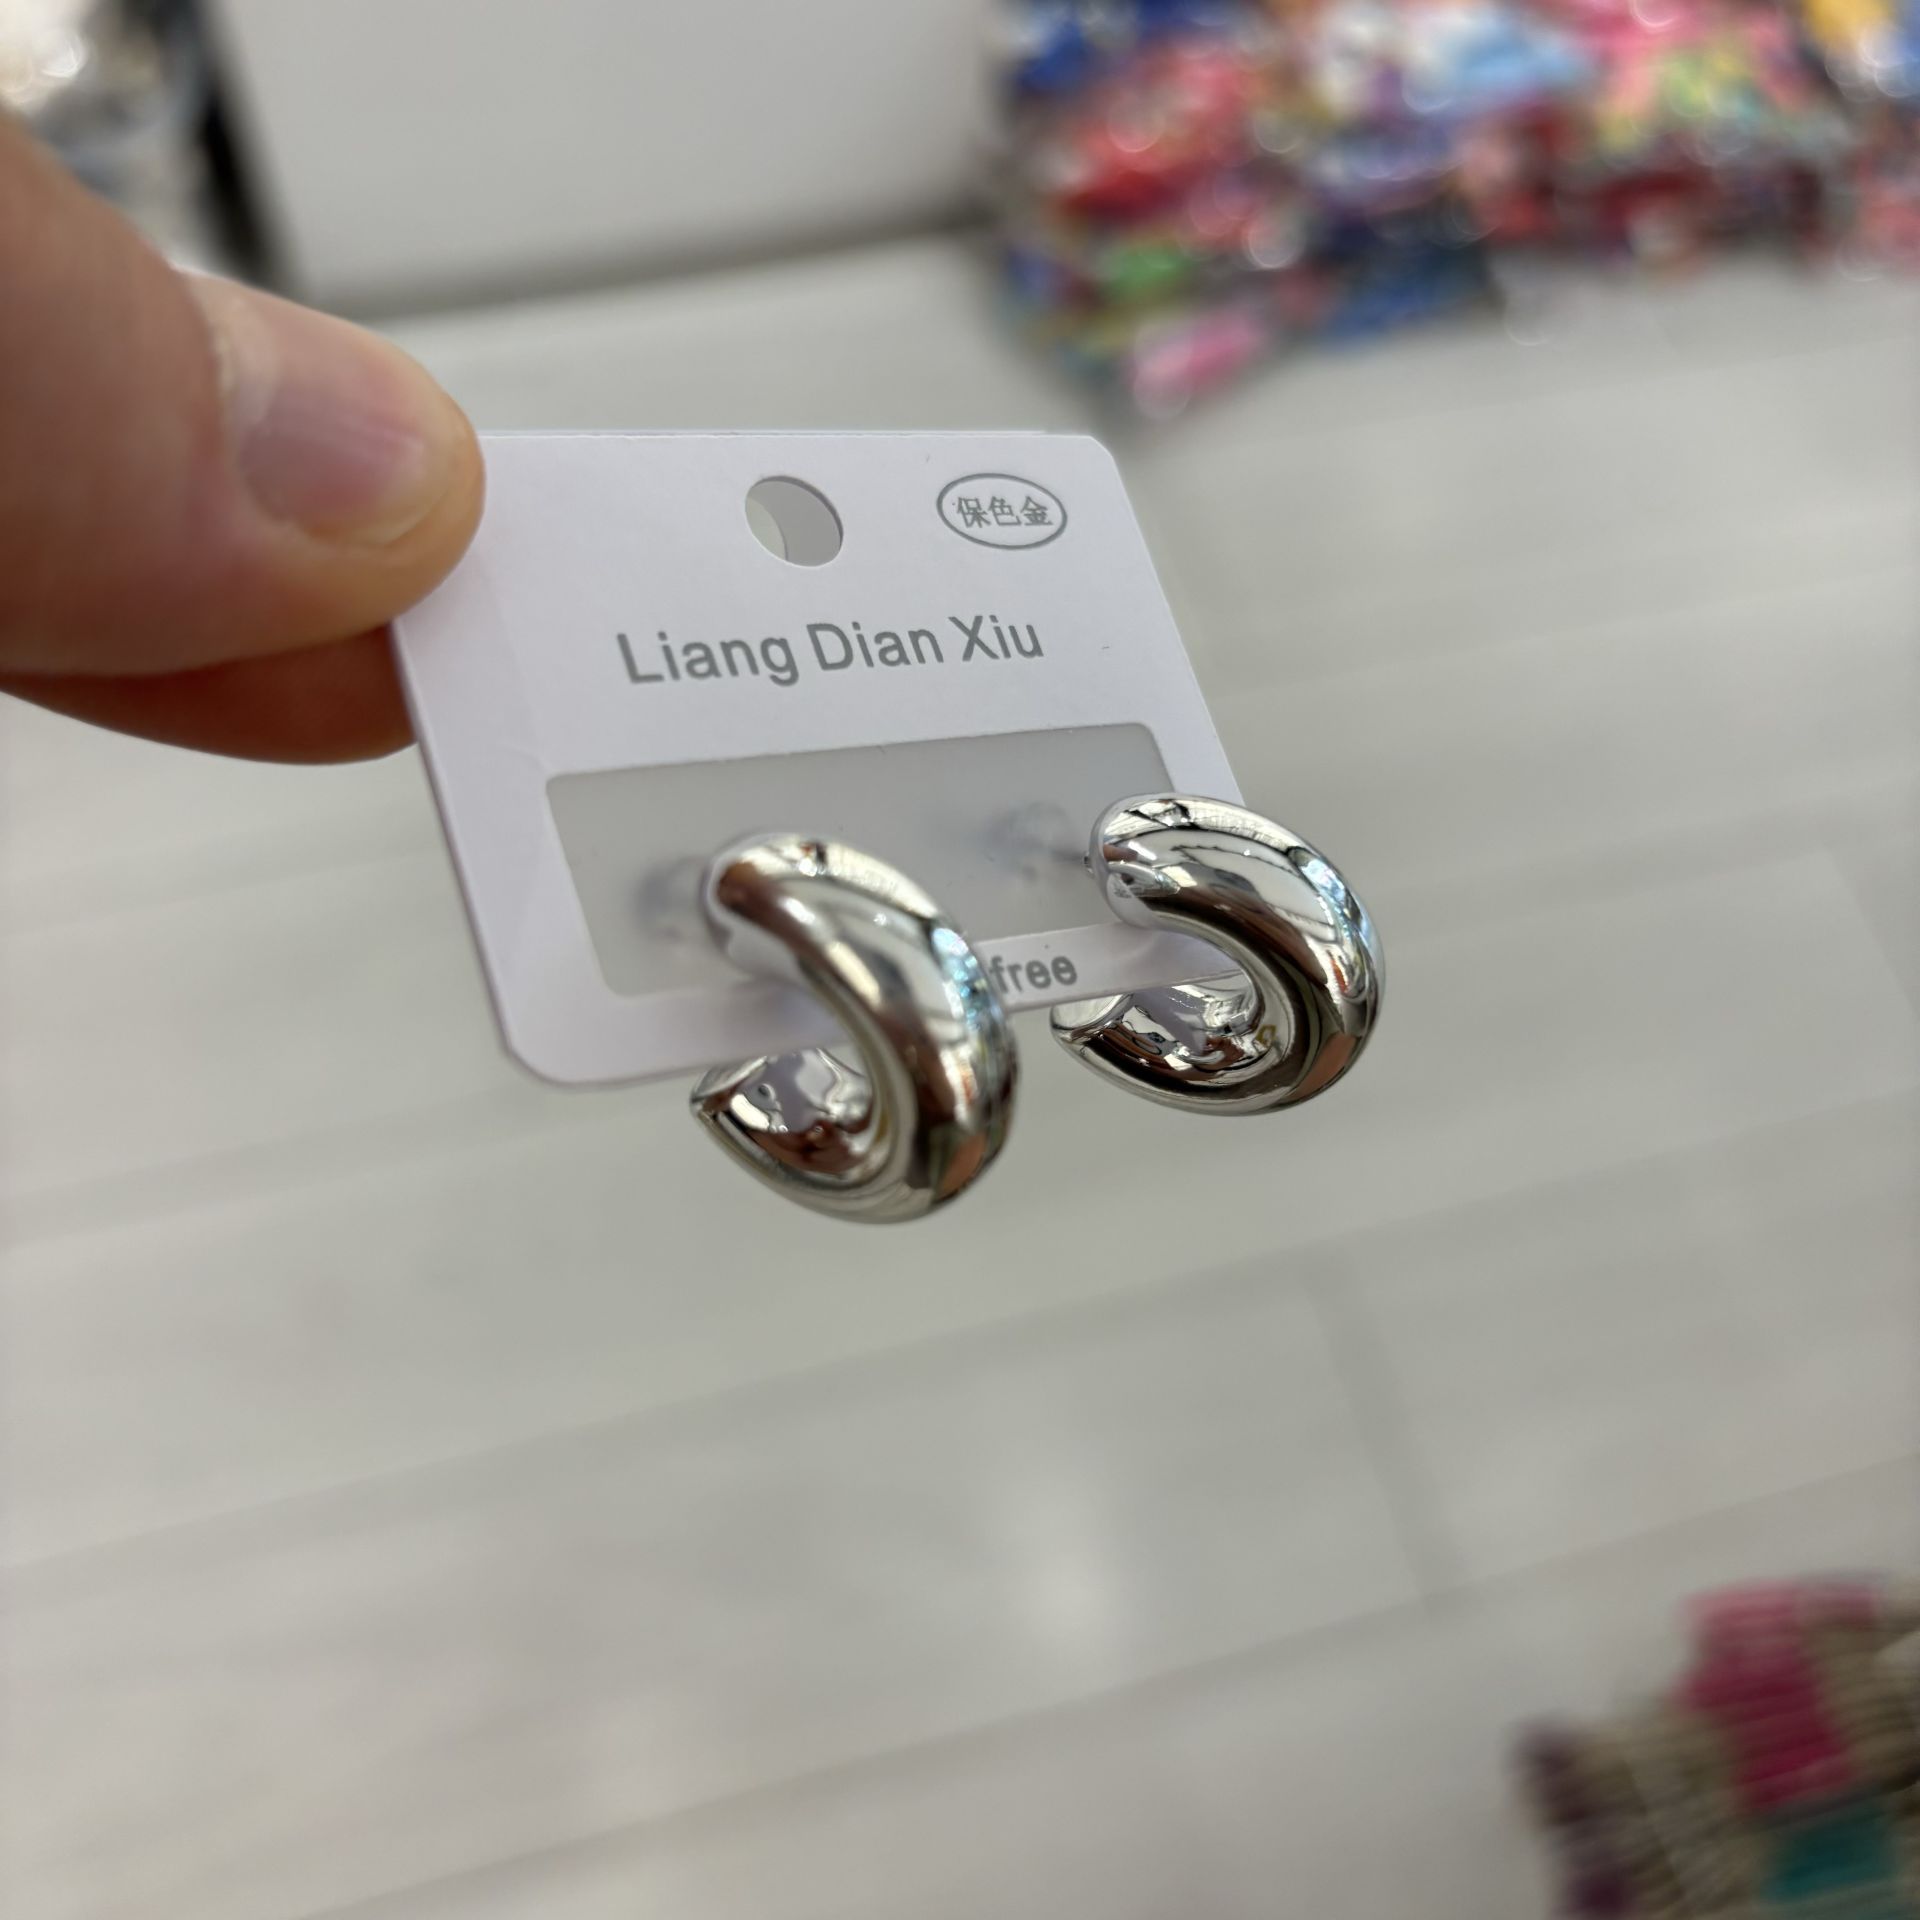 保色金
Liang Dian Xiu
free